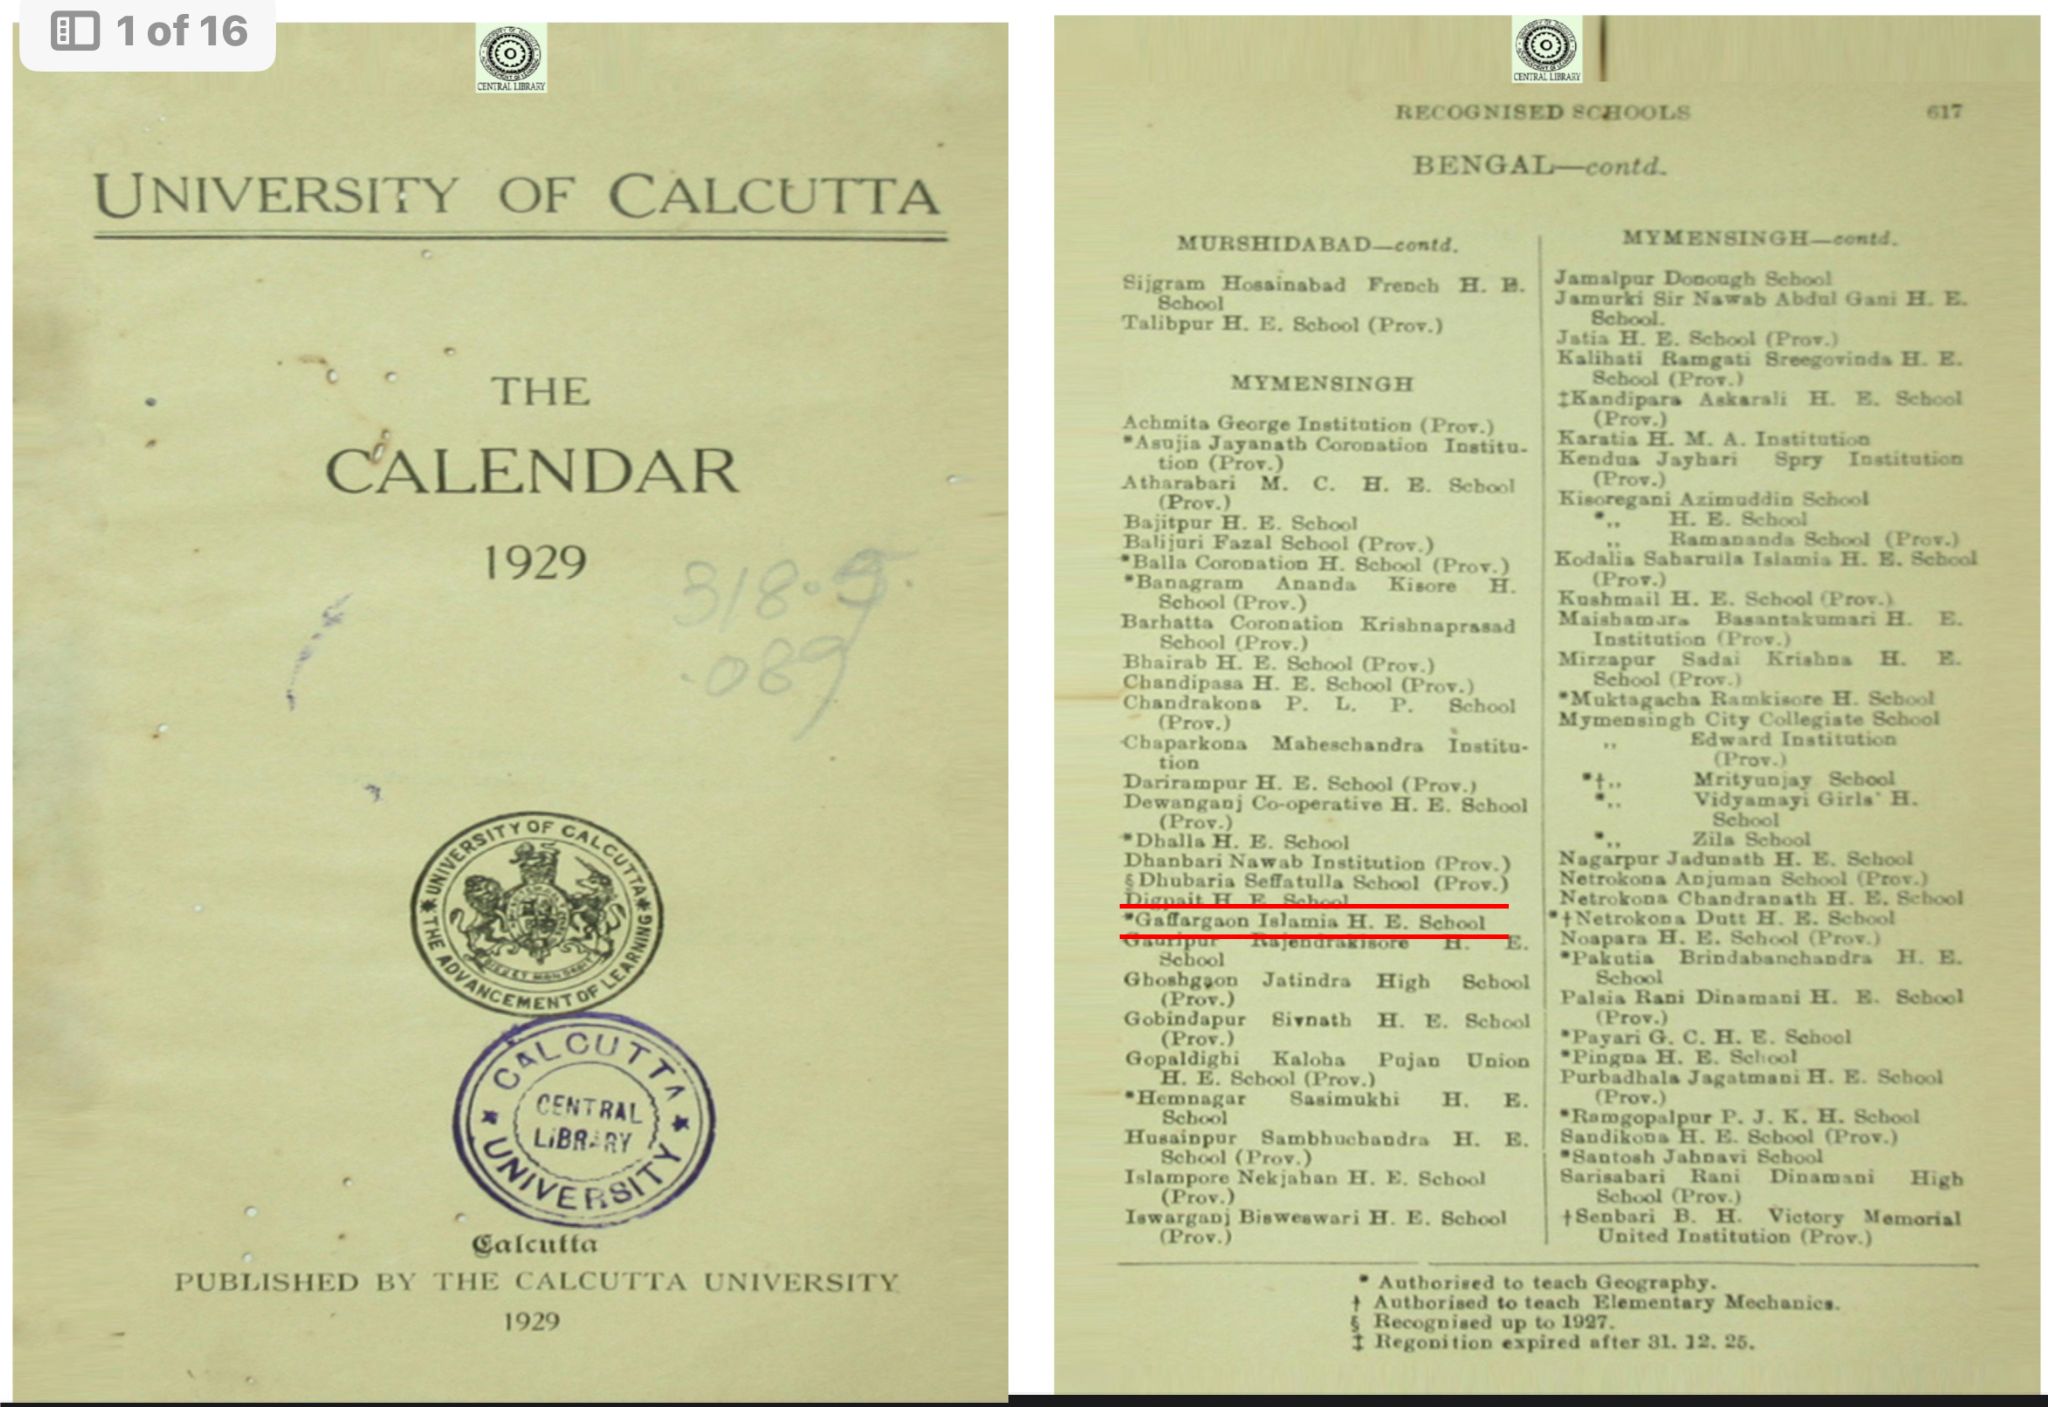 1 of 16
CENTRAL LIBRARY
UNIVERSITY OF CALCUTTA
THE
CALENDAR
1929
318.5
.089
UNIVERSITY OF CALCUTTA
THE ADVANCEMENT OF LEARNING
CALCUTTA
CENTRAL
LIBRARY
UNIVERSITY
Calcutta
PUBLISHED BY THE CALCUTTA UNIVERSITY
1929
CENTRAL LIBRARY
RECOGNISED SCHOOLS 617
BENGAL—contd.
MURSHIDABAD—contd.
Sijgram Hosainabad French H. E.
School
Talibpur H. E. School (Prov.)
MYMENSINGH
Achmita George Institution (Prov.)
*Asujia Jayanath Coronation Institu-
tion (Prov.)
Atharabari M. C. H. E. School
(Prov.)
Bajitpur H. E. School
Balijuri Fazal School (Prov.)
*Balla Coronation H. School (Prov.)
*Banagram Ananda Kisore H.
School (Prov.)
Barhatta Coronation Krishnaprasad
School (Prov.)
Bhairab H. E. School (Prov.)
Chandipasa H. E. School (Prov.)
Chandrakona P. L. P. School
(Prov.)
Chaparkona Maheschandra Institu-
tion
Darirampur H. E. School (Prov.)
Dewanganj Co-operative H. E. School
(Prov.)
*Dhalla H. E. School
Dhanbari Nawab Institution (Prov.)
§Dhubaria Seffatulla School (Prov.)
Digpait H. E. School
*Gaffargaon Islamia H. E. School
Gauripur Rajendrakisore H. E.
School
Ghoshgaon Jatindra High School
(Prov.)
Gobindapur Sivnath H. E. School
(Prov.)
Gopaldighi Kaloha Pujan Union
H. E. School (Prov.)
*Hemnagar Sasimukhi H. E.
School
Husainpur Sambhuchandra H. E.
School (Prov.)
Islampore Nekjahan H. E. School
(Prov.)
Iswarganj Bisweswari H. E. School
(Prov.)
MYMENSINGH—contd.
Jamalpur Donough School
Jamurki Sir Nawab Abdul Gani H. E.
School.
Jatia H. E. School (Prov.)
Kalihati Ramgati Sreegovinda H. E.
School (Prov.)
‡Kandipara Askarali H. E. School
(Prov.)
Karatia H. M. A. Institution
Kendua Jayhari Spry Institution
(Prov.)
Kisoreganj Azimuddin School
*,, H. E. School
,, Ramananda School (Prov.)
Kodalia Sabarulla Islamia H. E. School
(Prov.)
Kushmail H. E. School (Prov.)
Maishamura Basantakumari H. E.
Institution (Prov.)
Mirzapur Sadai Krishna H. E.
School (Prov.)
*Muktagacha Ramkisore H. School
Mymensingh City Collegiate School
,, Edward Institution
(Prov.)
*†,, Mrityunjay School
*,, Vidyamayi Girls' H.
School
*,, Zila School
Nagarpur Jadunath H. E. School
Netrokona Anjuman School (Prov.)
Netrokona Chandranath H. E. School
*†Netrokona Dutt H. E. School
Noapara H. E. School (Prov.)
*Pakutia Brindabanchandra H. E.
School
Palsia Rani Dinamani H. E. School
(Prov.)
*Payari G. C. H. E. School
*Pingna H. E. School
Purbadhala Jagatmani H. E. School
(Prov.)
*Ramgopalpur P. J. K. H. School
Sandikona H. E. School (Prov.)
*Santosh Jahnavi School
Sarisabari Rani Dinamani High
School (Prov.)
†Senbari B. H. Victory Memorial
United Institution (Prov.)
* Authorised to teach Geography.
† Authorised to teach Elementary Mechanics.
§ Recognised up to 1927.
‡ Regonition expired after 31. 12. 25.